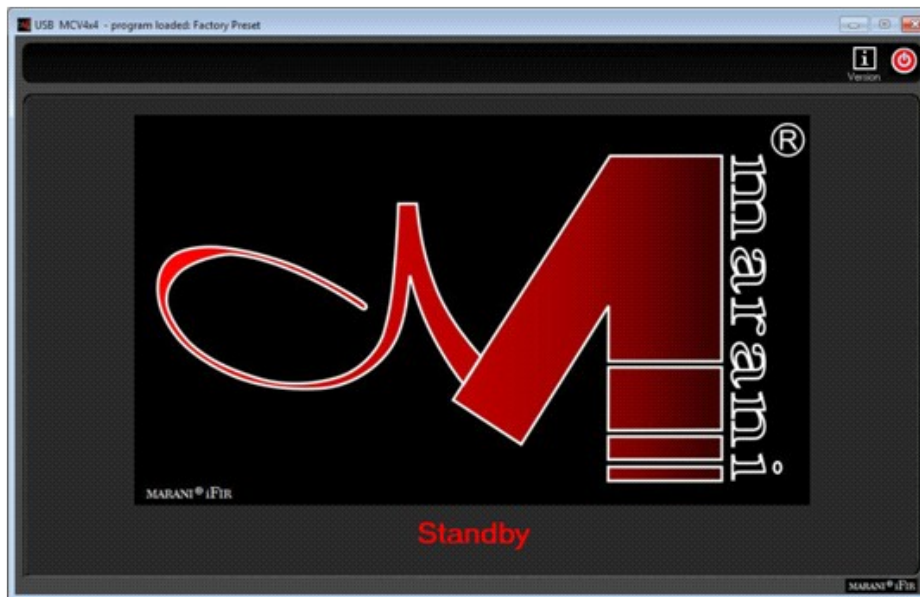 USB MCV4x4 - program loaded: Factory Preset
i
Version
®
marani
MARANI® iFIR
Standby
MARANI® iFIR